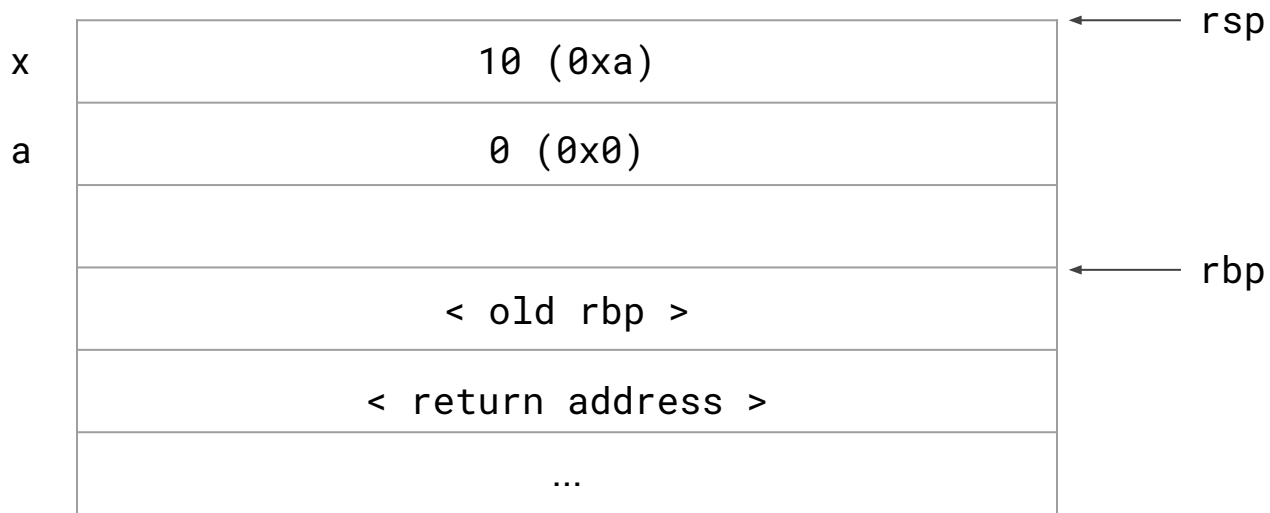 rsp
x 10 (0xa)
a 0 (0x0)
rbp
< old rbp >
< return address >
...